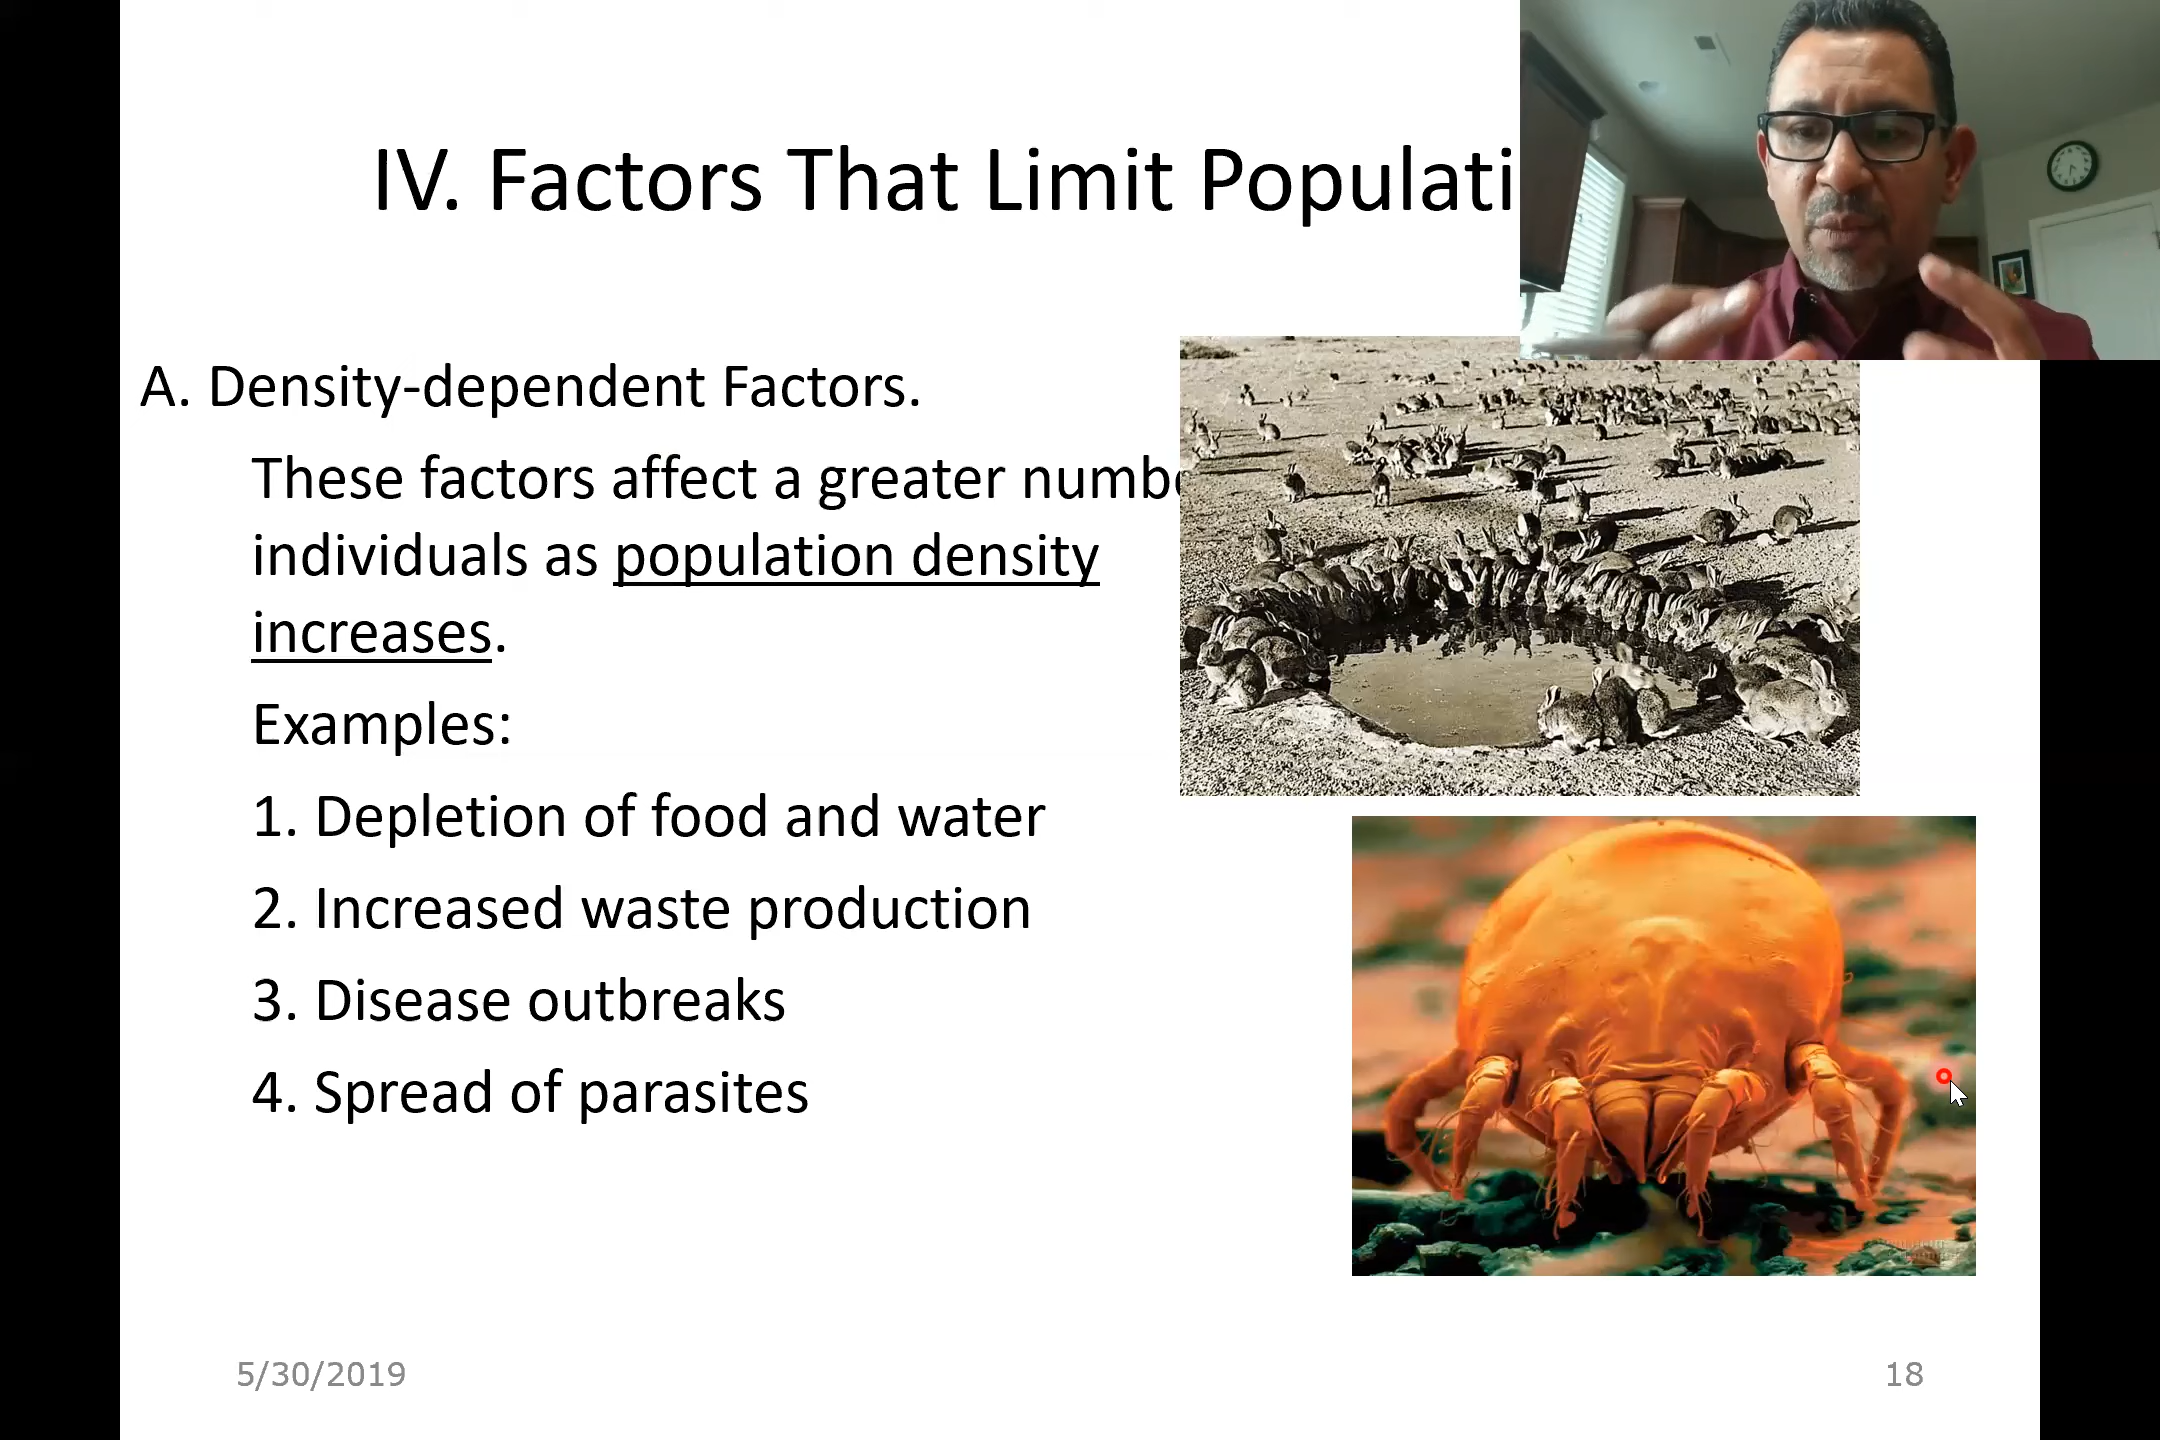 IV. Factors That Limit Populati
A. Density-dependent Factors.
These factors affect a greater numb
individuals as population density
increases.
Examples:
1. Depletion of food and water
2. Increased waste production
3. Disease outbreaks
4. Spread of parasites
5/30/2019
18